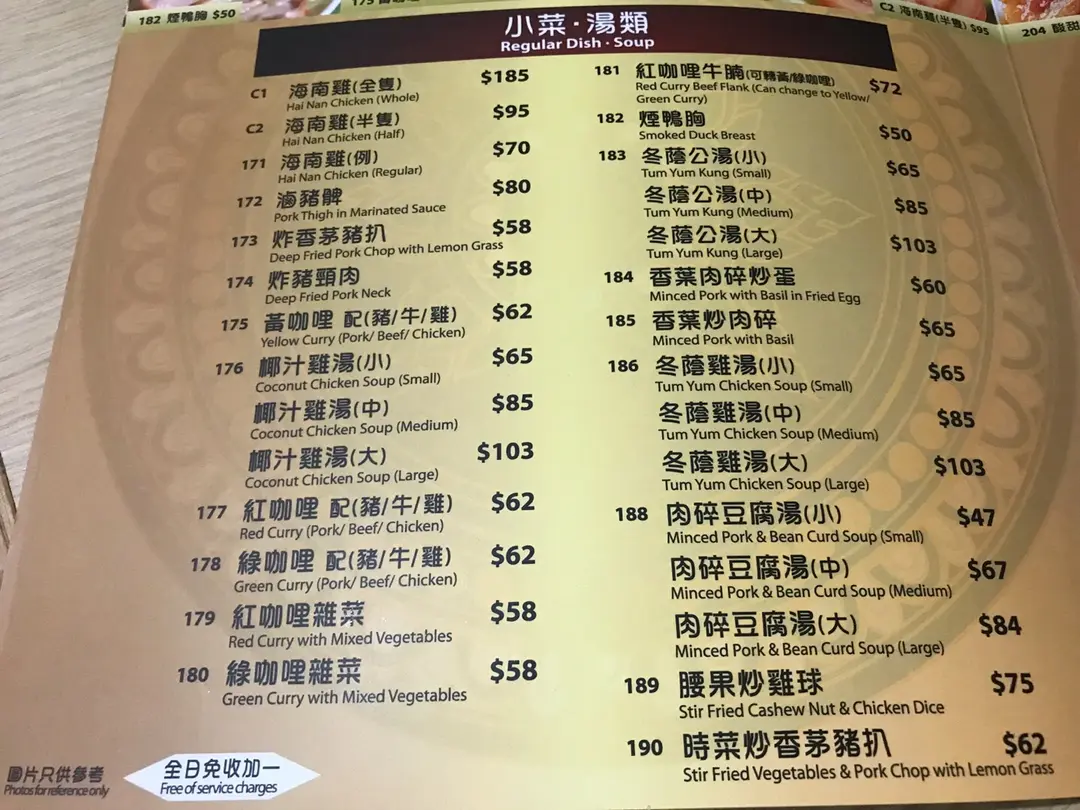 182 煙鴨胸 $50
C2 海南雞(半隻) $95
204 酸甜
小菜·湯類
Regular Dish · Soup
C1 海南雞(全隻) $185
Hai Nan Chicken (Whole)
C2 海南雞(半隻) $95
Hai Nan Chicken (Half)
171 海南雞(例) $70
Hai Nan Chicken (Regular)
172 滷豬髀 $80
Pork Thigh in Marinated Sauce
173 炸香茅豬扒 $58
Deep Fried Pork Chop with Lemon Grass
174 炸豬頸肉 $58
Deep Fried Pork Neck
175 黃咖哩 配(豬/牛/雞) $62
Yellow Curry (Pork/ Beef/ Chicken)
176 椰汁雞湯(小) $65
Coconut Chicken Soup (Small)
椰汁雞湯(中) $85
Coconut Chicken Soup (Medium)
椰汁雞湯(大) $103
Coconut Chicken Soup (Large)
177 紅咖哩 配(豬/牛/雞) $62
Red Curry (Pork/ Beef/ Chicken)
178 綠咖哩 配(豬/牛/雞) $62
Green Curry (Pork/ Beef/ Chicken)
179 紅咖哩雜菜 $58
Red Curry with Mixed Vegetables
180 綠咖哩雜菜 $58
Green Curry with Mixed Vegetables
181 紅咖哩牛腩(可轉黃/綠咖哩) $72
Red Curry Beef Flank (Can change to Yellow/
Green Curry)
182 煙鴨胸 $50
Smoked Duck Breast
183 冬蔭公湯(小) $65
Tum Yum Kung (Small)
冬蔭公湯(中) $85
Tum Yum Kung (Medium)
冬蔭公湯(大) $103
Tum Yum Kung (Large)
184 香葉肉碎炒蛋 $60
Minced Pork with Basil in Fried Egg
185 香葉炒肉碎 $65
Minced Pork with Basil
186 冬蔭雞湯(小) $65
Tum Yum Chicken Soup (Small)
冬蔭雞湯(中) $85
Tum Yum Chicken Soup (Medium)
冬蔭雞湯(大) $103
Tum Yum Chicken Soup (Large)
188 肉碎豆腐湯(小) $47
Minced Pork & Bean Curd Soup (Small)
肉碎豆腐湯(中) $67
Minced Pork & Bean Curd Soup (Medium)
肉碎豆腐湯(大) $84
Minced Pork & Bean Curd Soup (Large)
189 腰果炒雞球 $75
Stir Fried Cashew Nut & Chicken Dice
190 時菜炒香茅豬扒 $62
Stir Fried Vegetables & Pork Chop with Lemon Grass
圖片只供參考
Photos for reference only
全日免收加一
Free of service charges